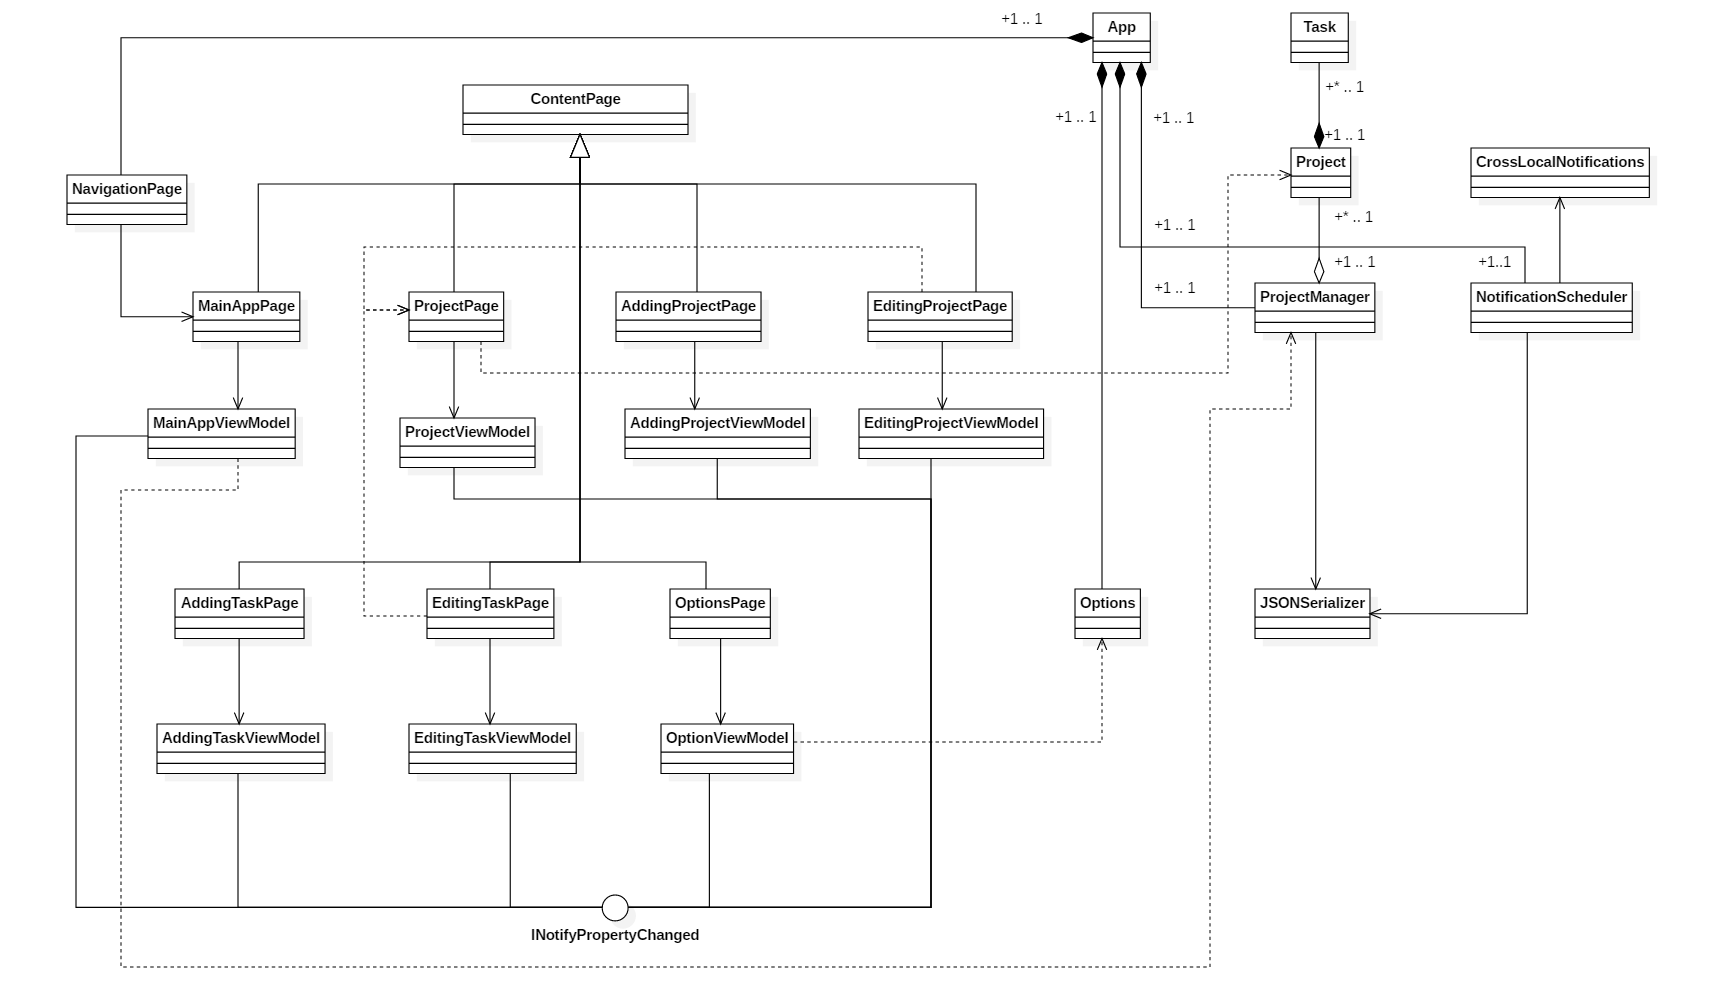 +1 .. 1
App
Task
ContentPage
+* .. 1
+1 .. 1
+1 .. 1
+1 .. 1
Project
CrossLocalNotifications
NavigationPage
+* .. 1
+1 .. 1
+1 .. 1
+1..1
+1 .. 1
MainAppPage
ProjectPage
AddingProjectPage
EditingProjectPage
ProjectManager
NotificationScheduler
MainAppViewModel
ProjectViewModel
AddingProjectViewModel
EditingProjectViewModel
AddingTaskPage
EditingTaskPage
OptionsPage
Options
JSONSerializer
AddingTaskViewModel
EditingTaskViewModel
OptionViewModel
INotifyPropertyChanged